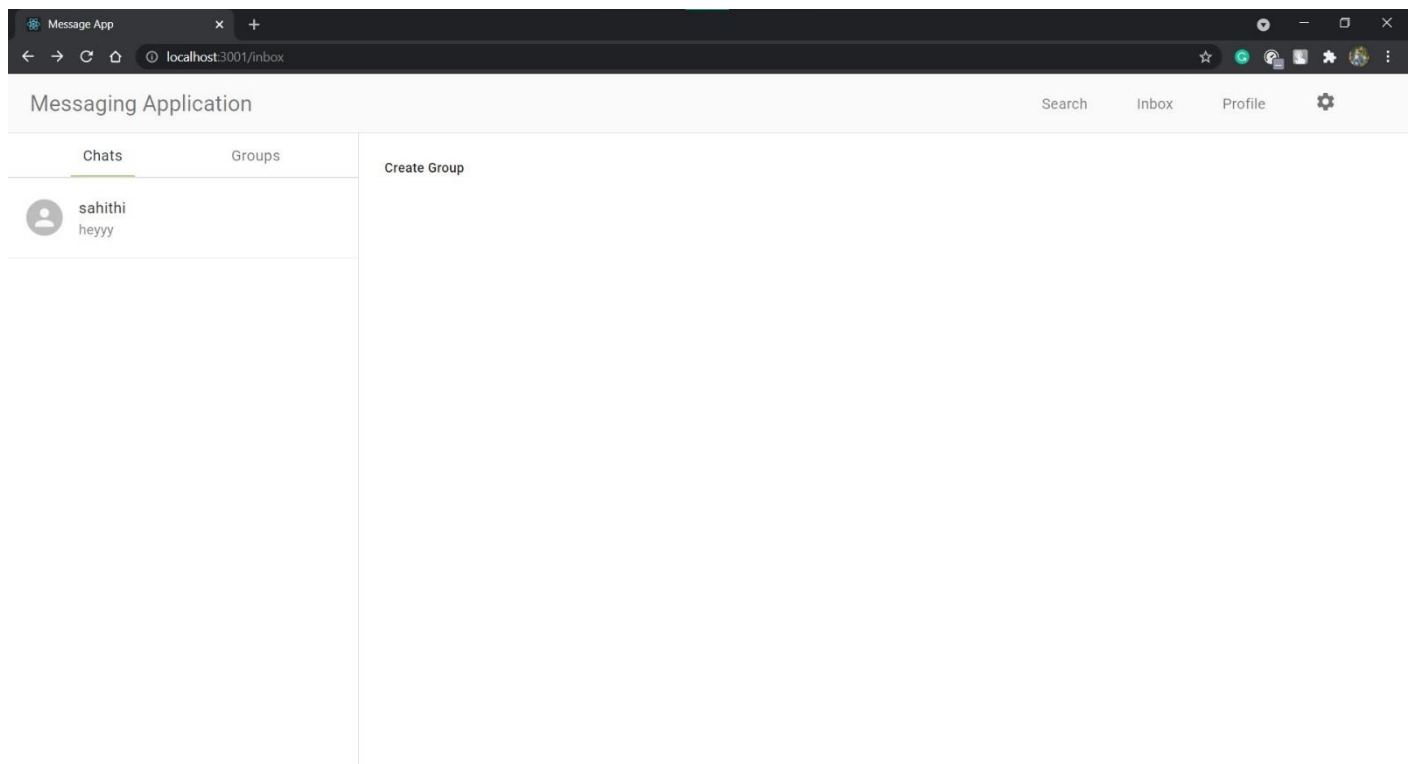 Message App
localhost:3001/inbox
Messaging Application
Search Inbox Profile
Chats Groups
Create Group
sahithi
heyyy